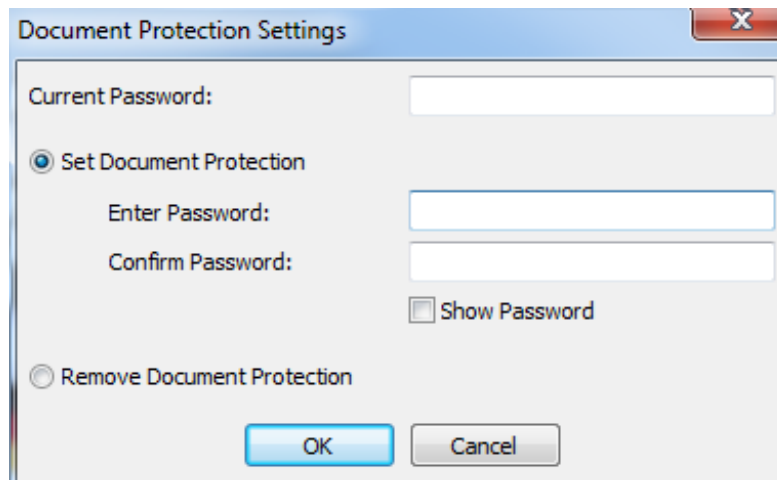 Document Protection Settings
Current Password:
Set Document Protection
Enter Password:
Confirm Password:
Show Password
Remove Document Protection
OK Cancel